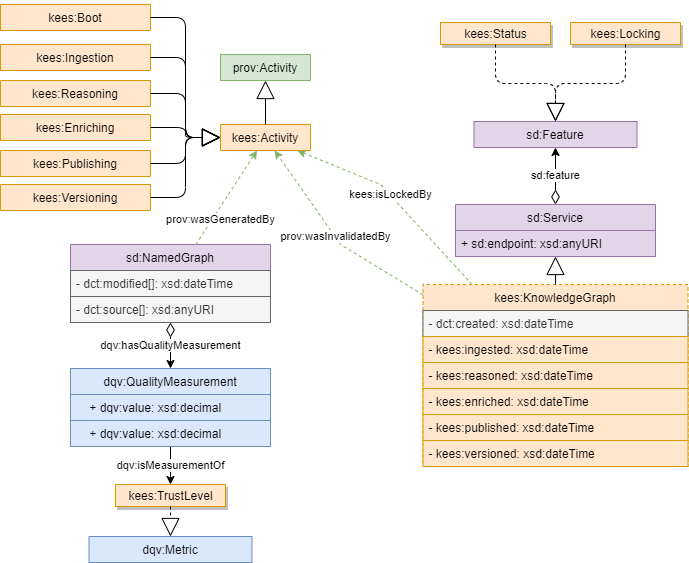 kees:Boot
kees:Ingestion
kees:Reasoning
kees:Enriching
kees:Publishing
kees:Versioning
prov:Activity
kees:Activity
kees:Status
kees:Locking
sd:Feature
sd:feature
sd:Service
+ sd:endpoint: xsd:anyURI
kees:isLockedBy
prov:wasGeneratedBy
prov:wasInvalidatedBy
sd:NamedGraph
- dct:modified[]: xsd:dateTime
- dct:source[]: xsd:anyURI
dqv:hasQualityMeasurement
dqv:QualityMeasurement
+ dqv:value: xsd:decimal
+ dqv:value: xsd:decimal
dqv:isMeasurementOf
kees:TrustLevel
dqv:Metric
kees:KnowledgeGraph
- dct:created: xsd:dateTime
- kees:ingested: xsd:dateTime
- kees:reasoned: xsd:dateTime
- kees:enriched: xsd:dateTime
- kees:published: xsd:dateTime
- kees:versioned: xsd:dateTime